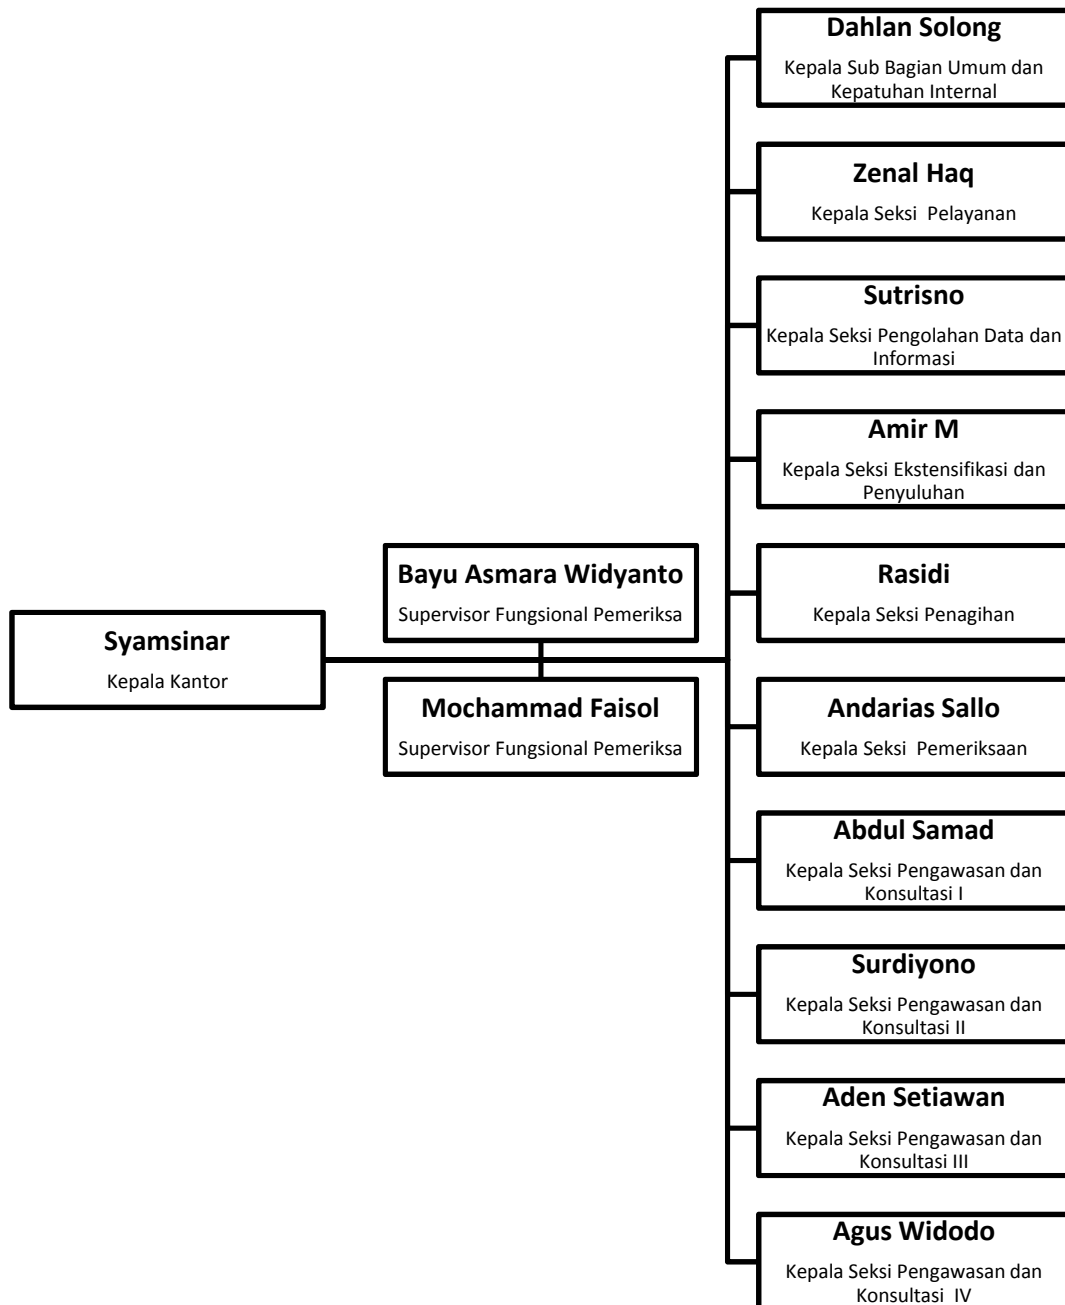 Syamsinar
Kepala Kantor
Bayu Asmara Widyanto
Supervisor Fungsional Pemeriksa
Mochammad Faisol
Supervisor Fungsional Pemeriksa
Dahlan Solong
Kepala Sub Bagian Umum dan
Kepatuhan Internal
Zenal Haq
Kepala Seksi  Pelayanan
Sutrisno
Kepala Seksi Pengolahan Data dan
Informasi
Amir M
Kepala Seksi Ekstensifikasi dan
Penyuluhan
Rasidi
Kepala Seksi Penagihan
Andarias Sallo
Kepala Seksi  Pemeriksaan
Abdul Samad
Kepala Seksi Pengawasan dan
Konsultasi I
Surdiyono
Kepala Seksi Pengawasan dan
Konsultasi II
Aden Setiawan
Kepala Seksi Pengawasan dan
Konsultasi III
Agus Widodo
Kepala Seksi Pengawasan dan
Konsultasi  IV